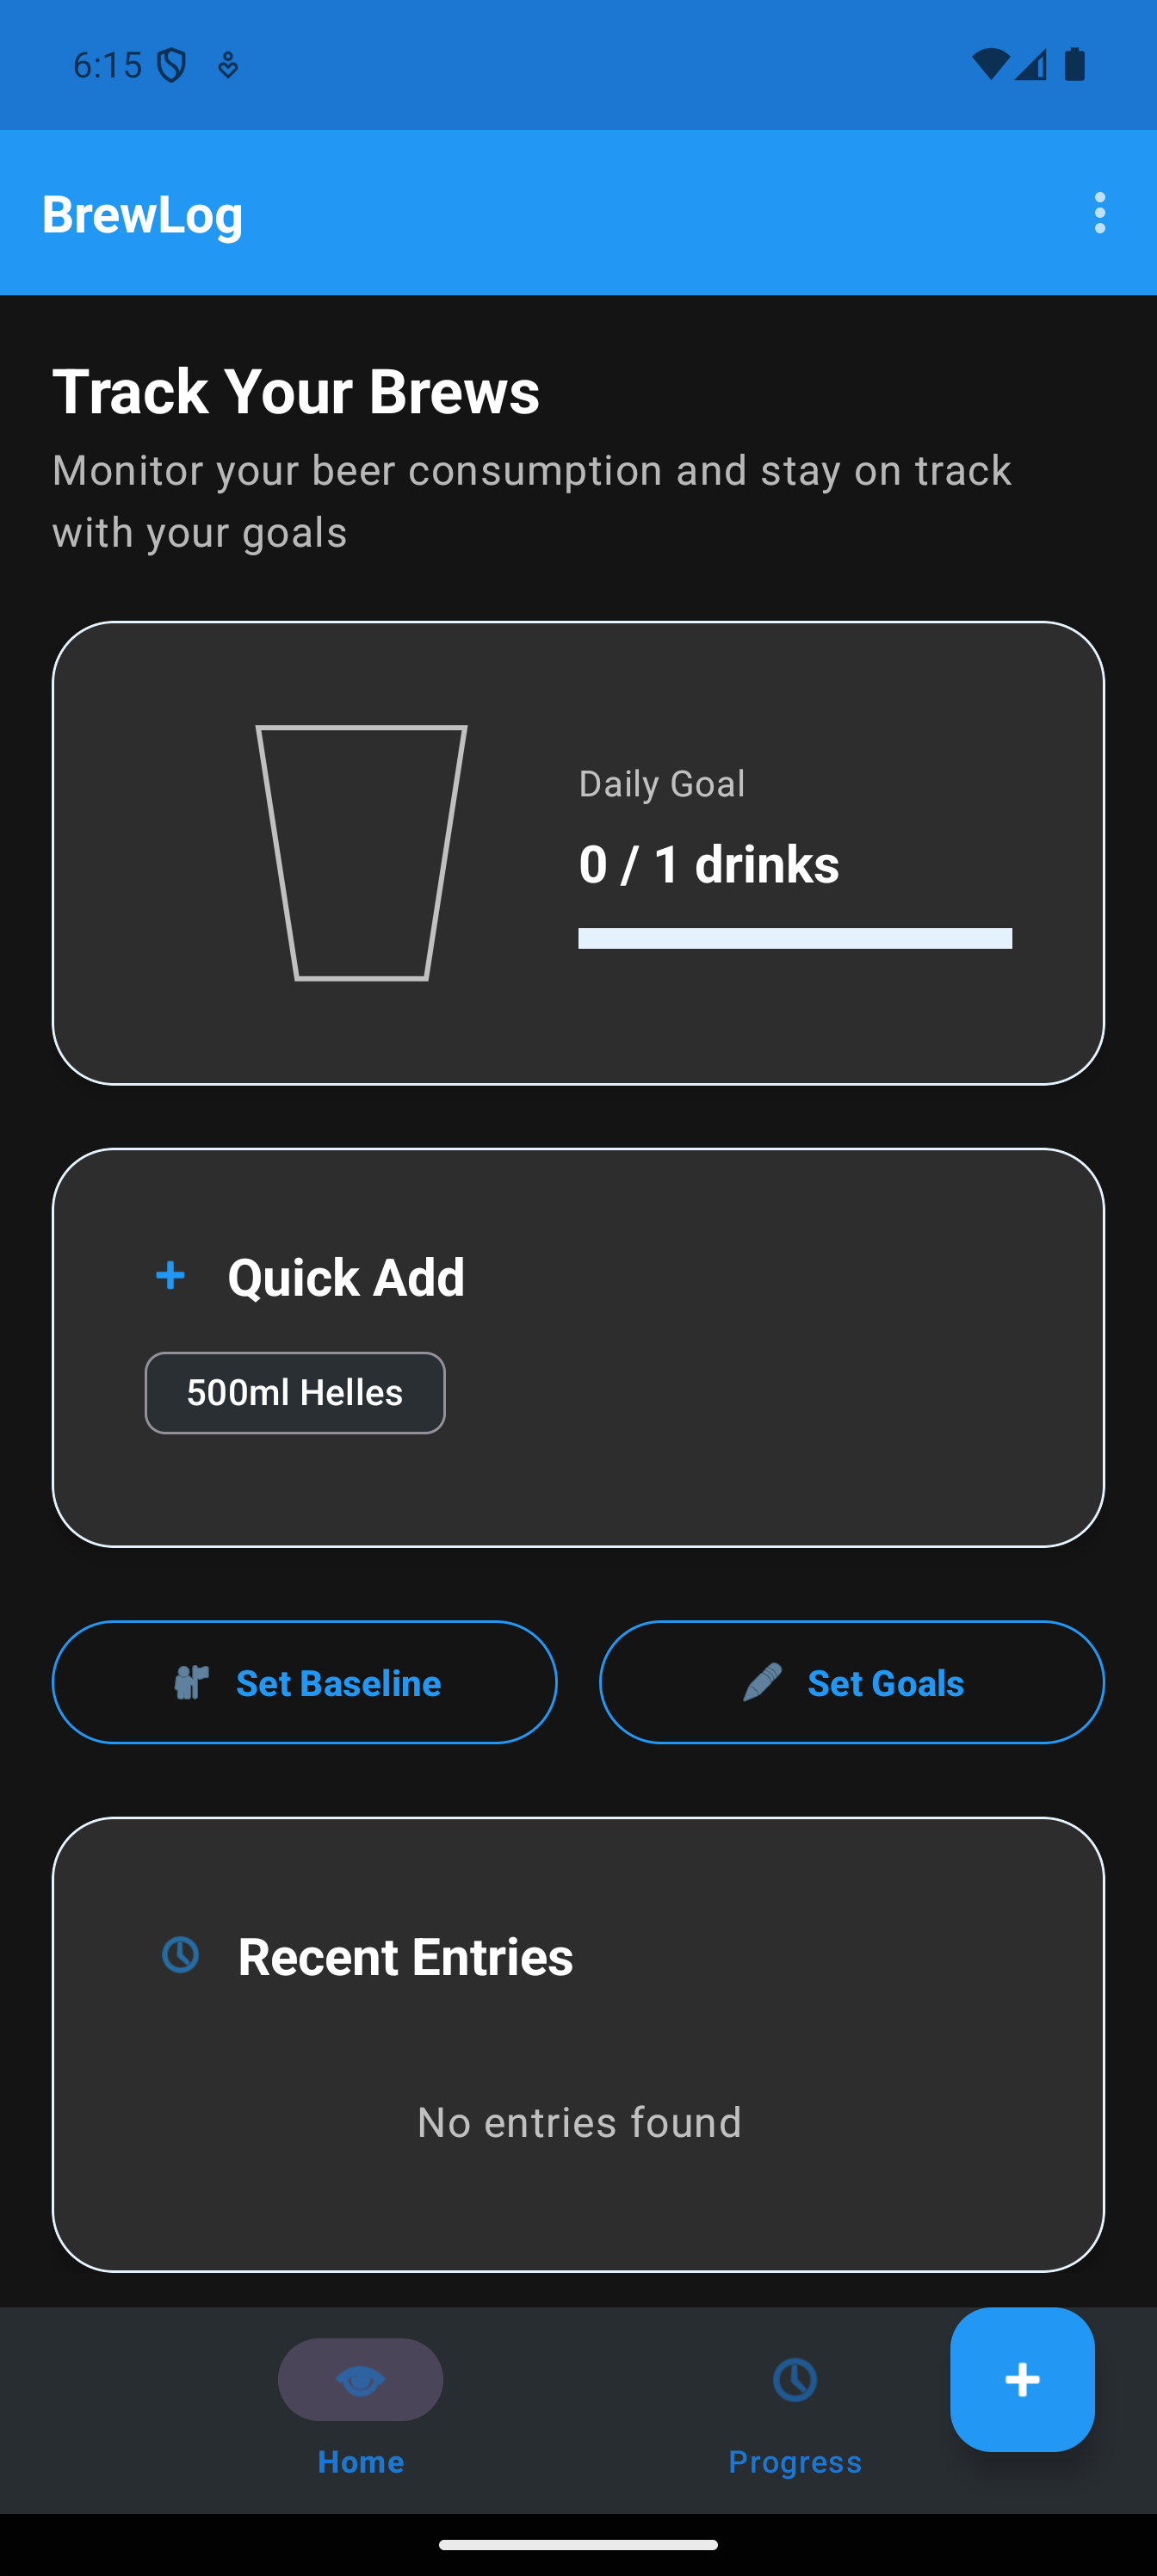 6:15
BrewLog
Track Your Brews
Monitor your beer consumption and stay on track
with your goals
Daily Goal
0 / 1 drinks
Quick Add
500ml Helles
Set Baseline
Set Goals
Recent Entries
No entries found
Home
Progress